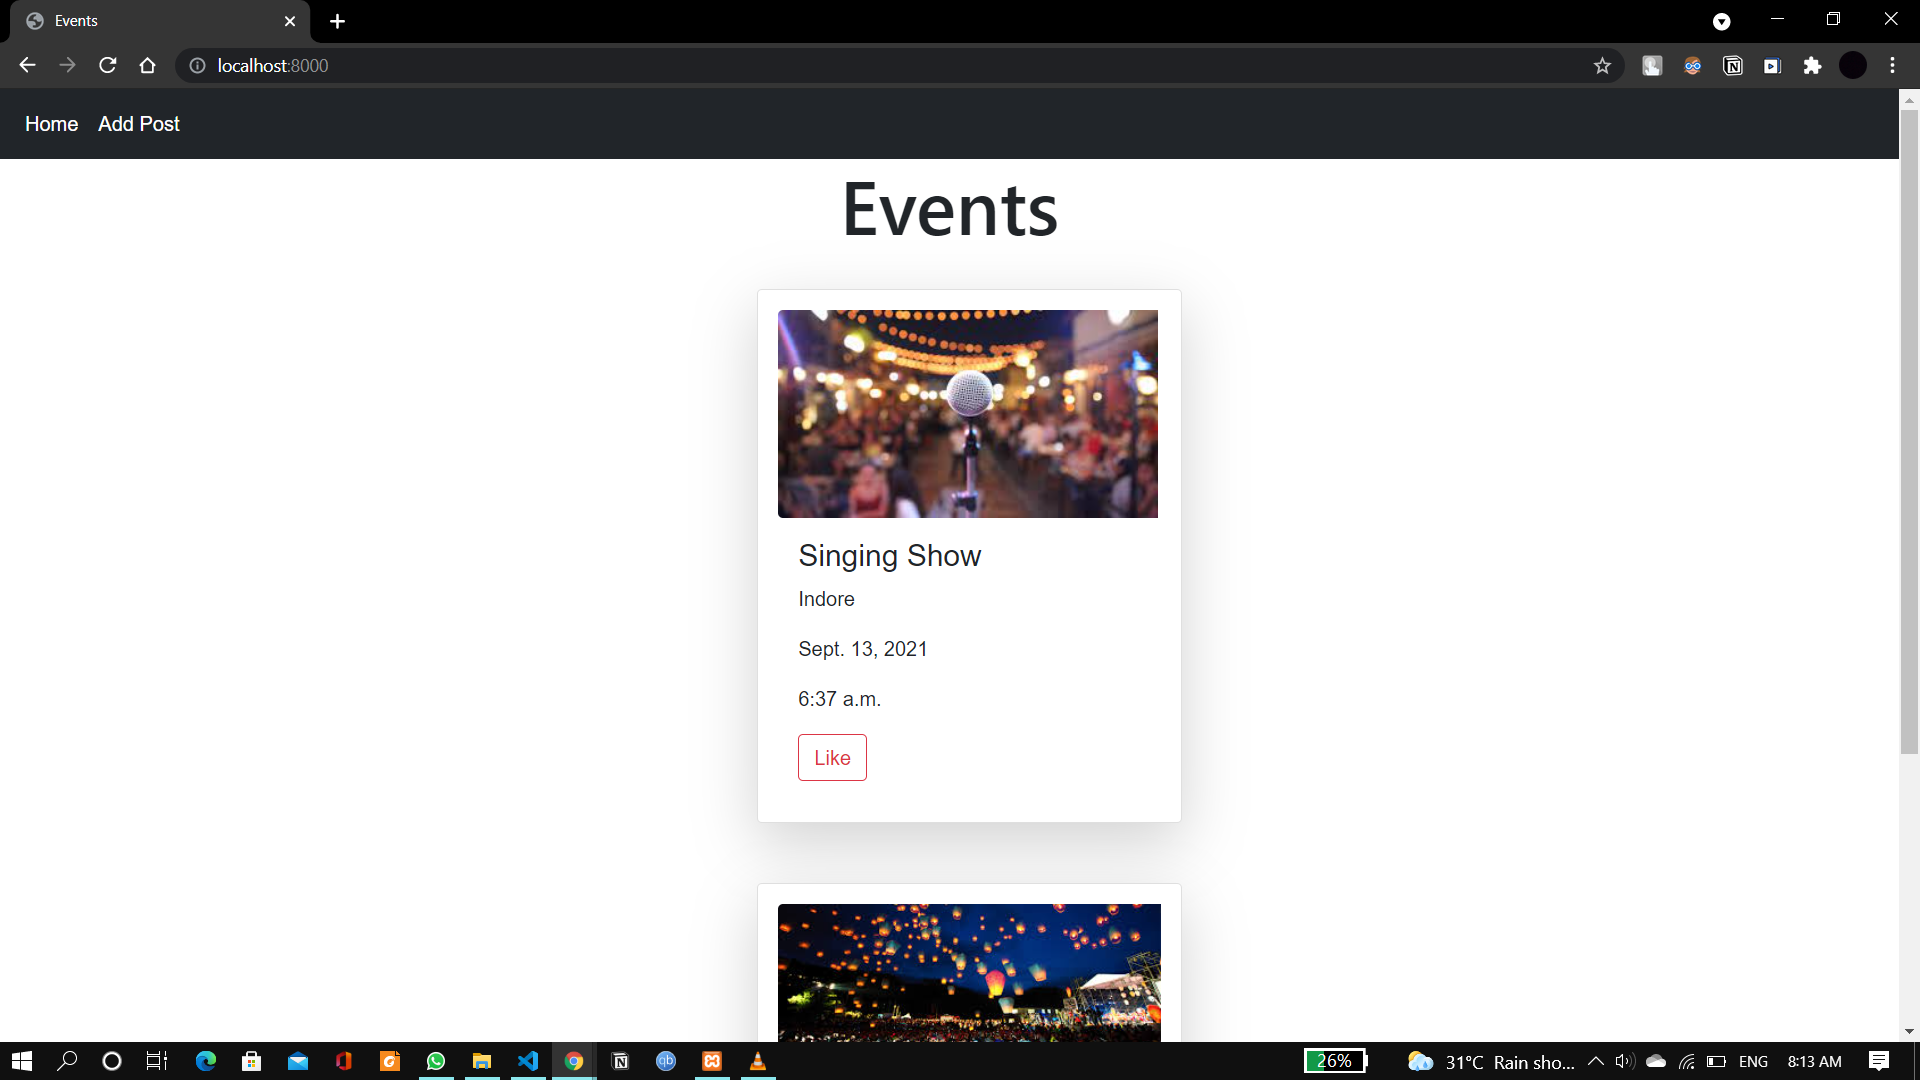 Events
localhost:8000
Home Add Post
Events
Singing Show
Indore
Sept. 13, 2021
6:37 a.m.
Like
qb
26% 31°C Rain sho... ENG 8:13 AM